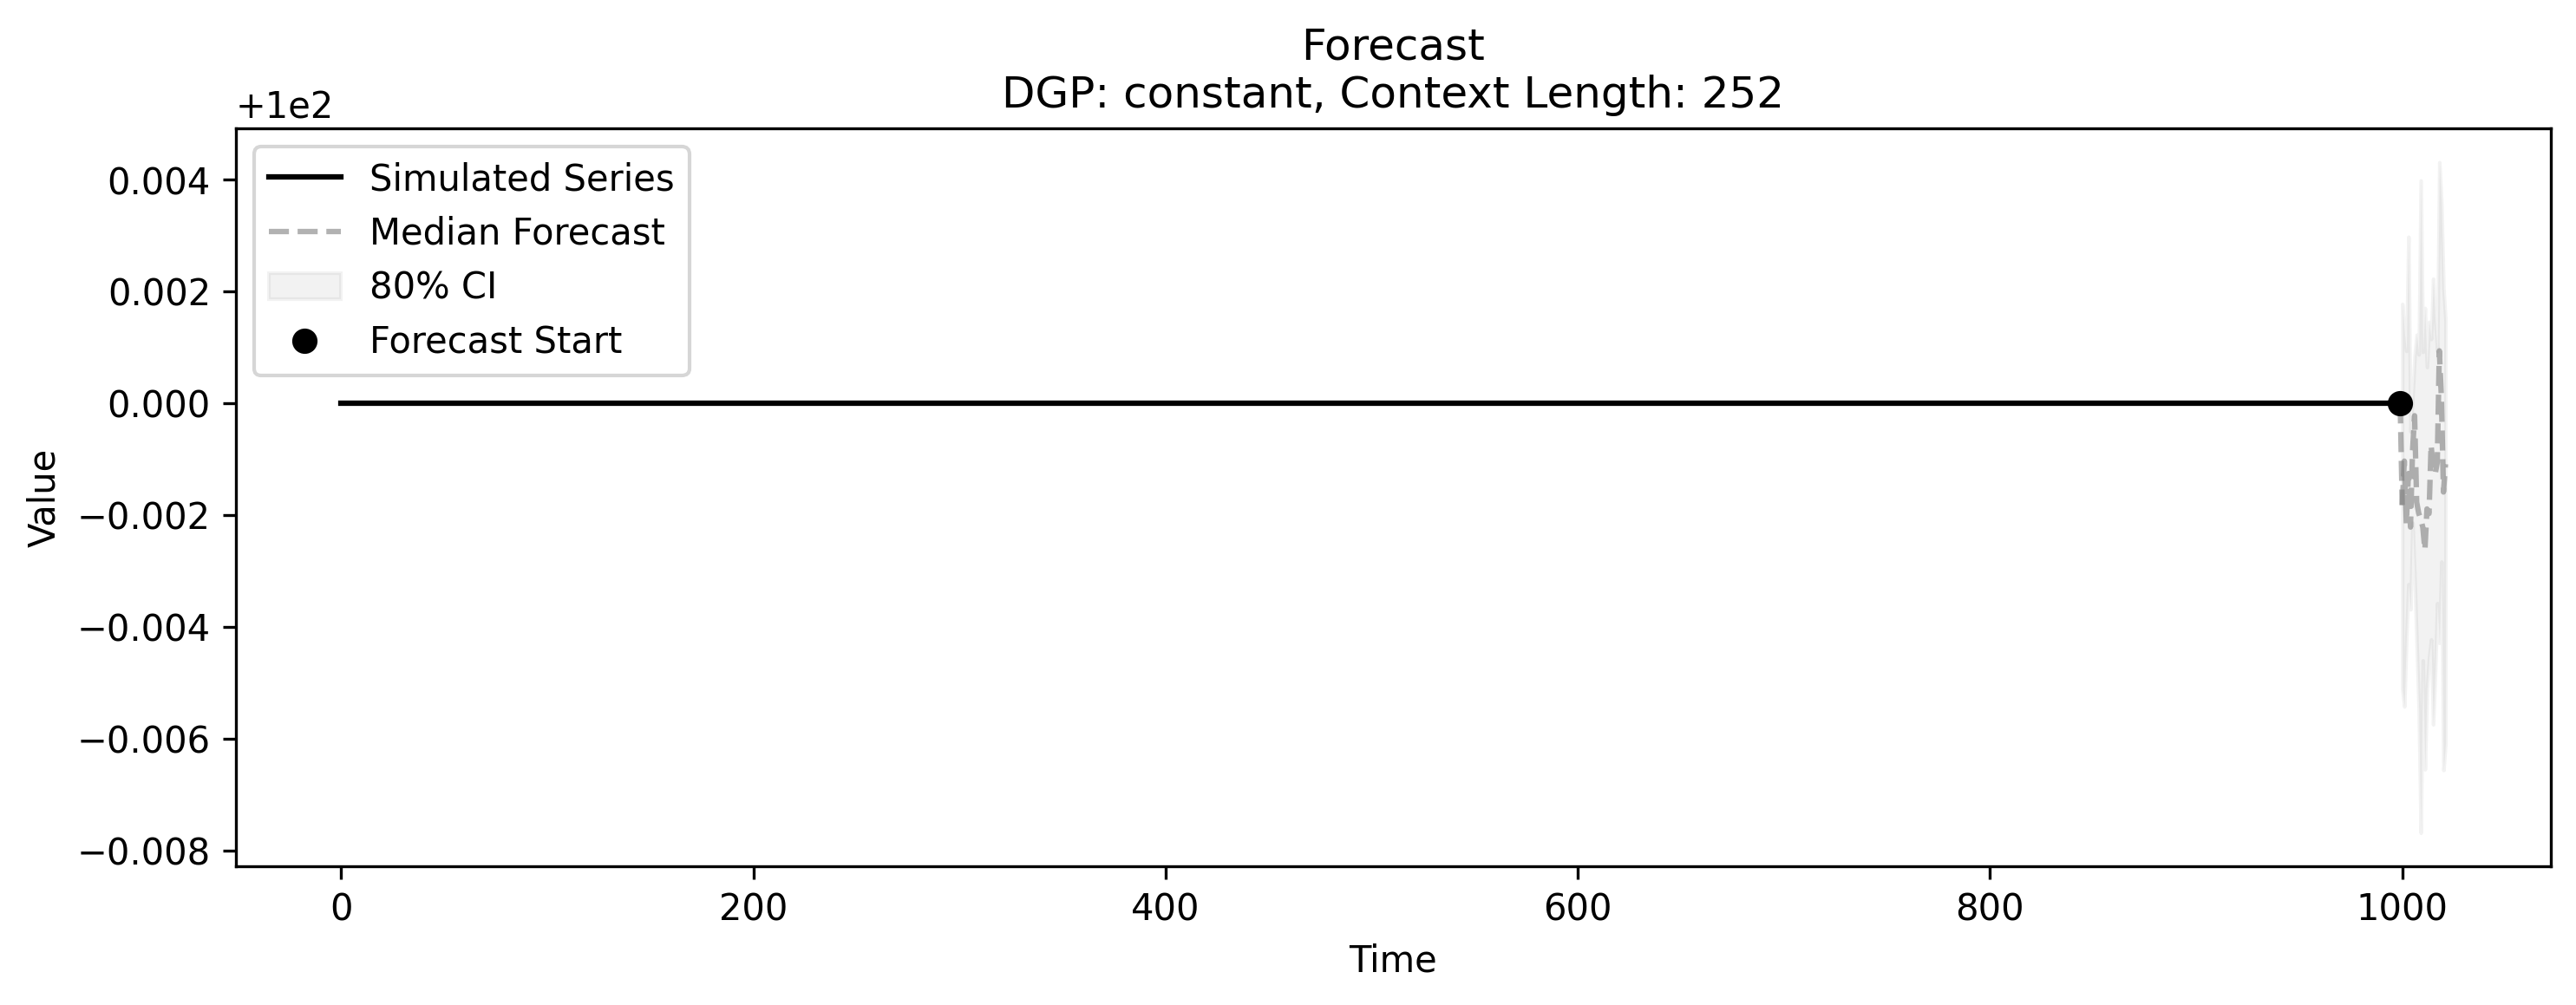 Forecast
DGP: constant, Context Length: 252
+1e2
Simulated Series
Median Forecast
80% CI
Forecast Start
0.004
0.002
0.000
−0.002
−0.004
−0.006
−0.008
Value
0
200
400
600
800
1000
Time